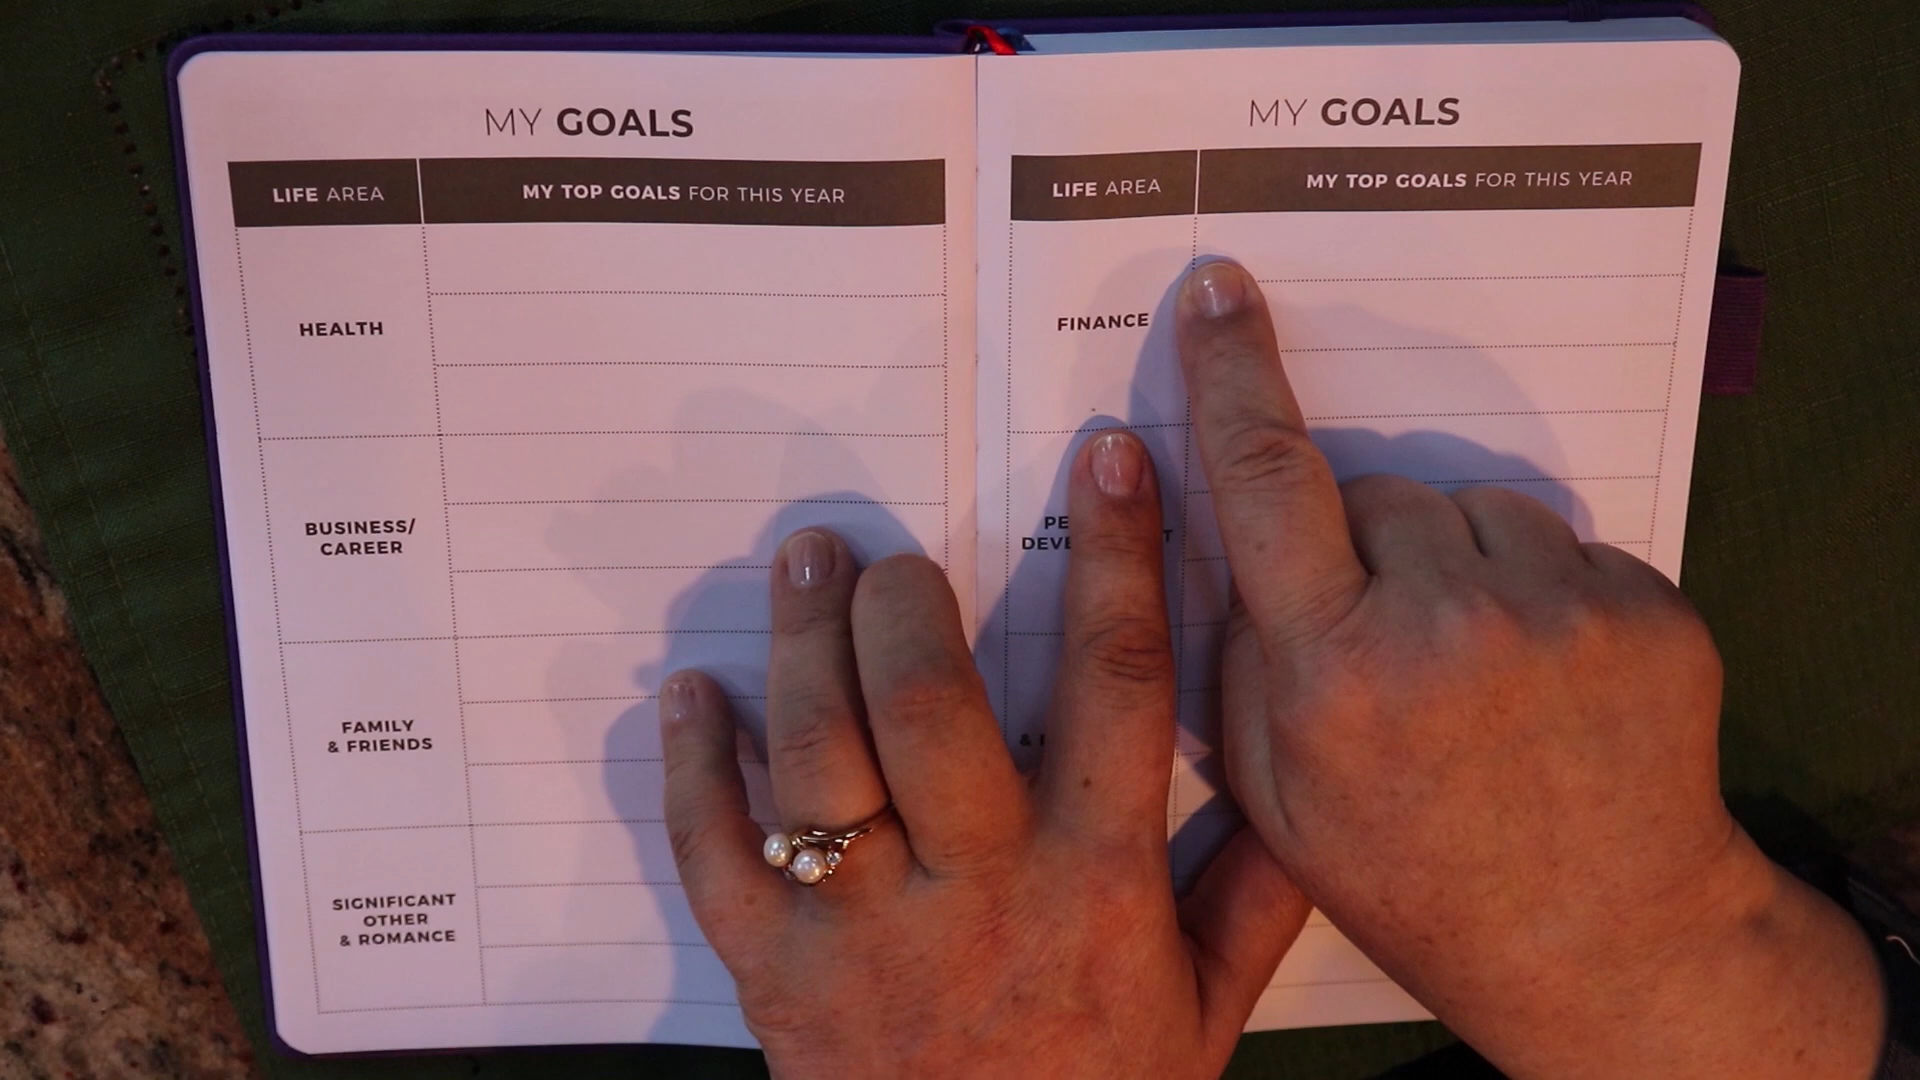 MY GOALS
LIFE AREA
MY TOP GOALS FOR THIS YEAR
HEALTH
BUSINESS/
CAREER
FAMILY
& FRIENDS
SIGNIFICANT
OTHER
& ROMANCE
MY GOALS
LIFE AREA
MY TOP GOALS FOR THIS YEAR
FINANCE
&